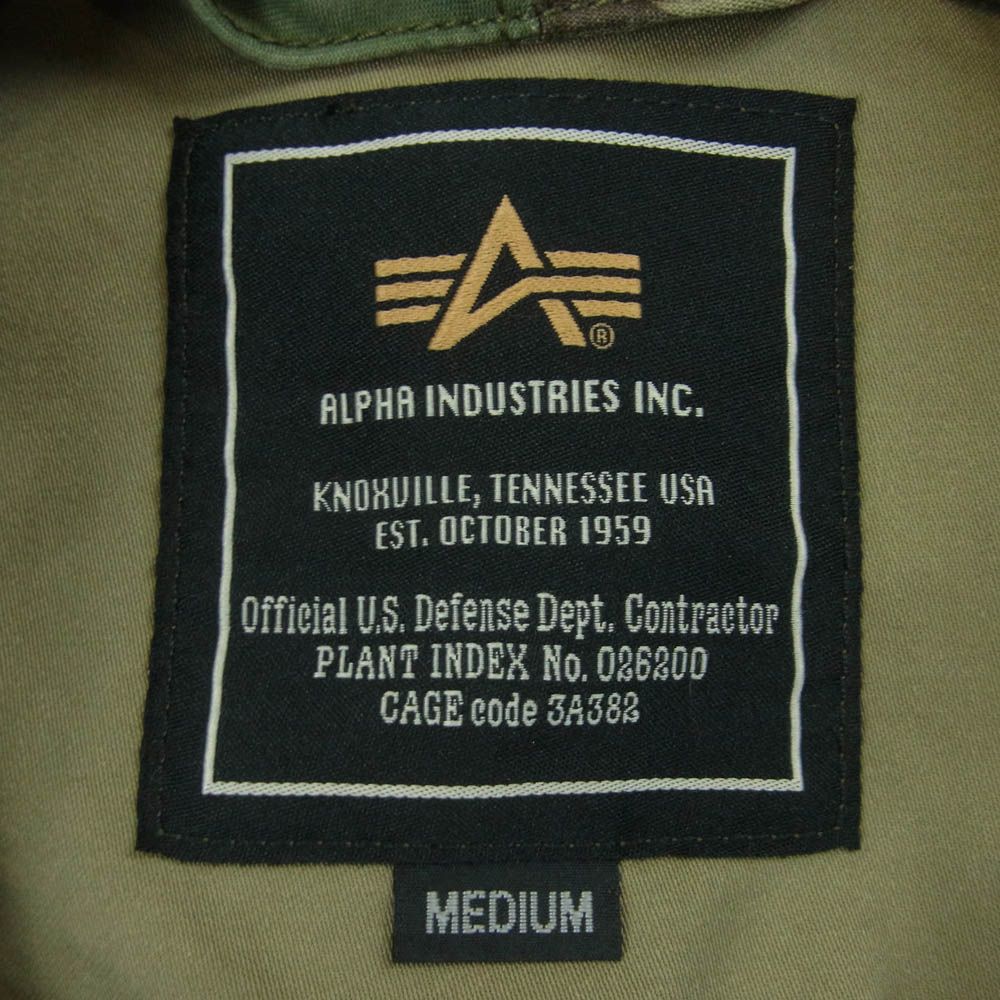 ®
ALPHA INDUSTRIES INC.
KNOXVILLE, TENNESSEE USA
EST. OCTOBER 1959
Official U.S. Defense Dept. Contractor
PLANT INDEX No. 026200
CAGE code 3A382
MEDIUM